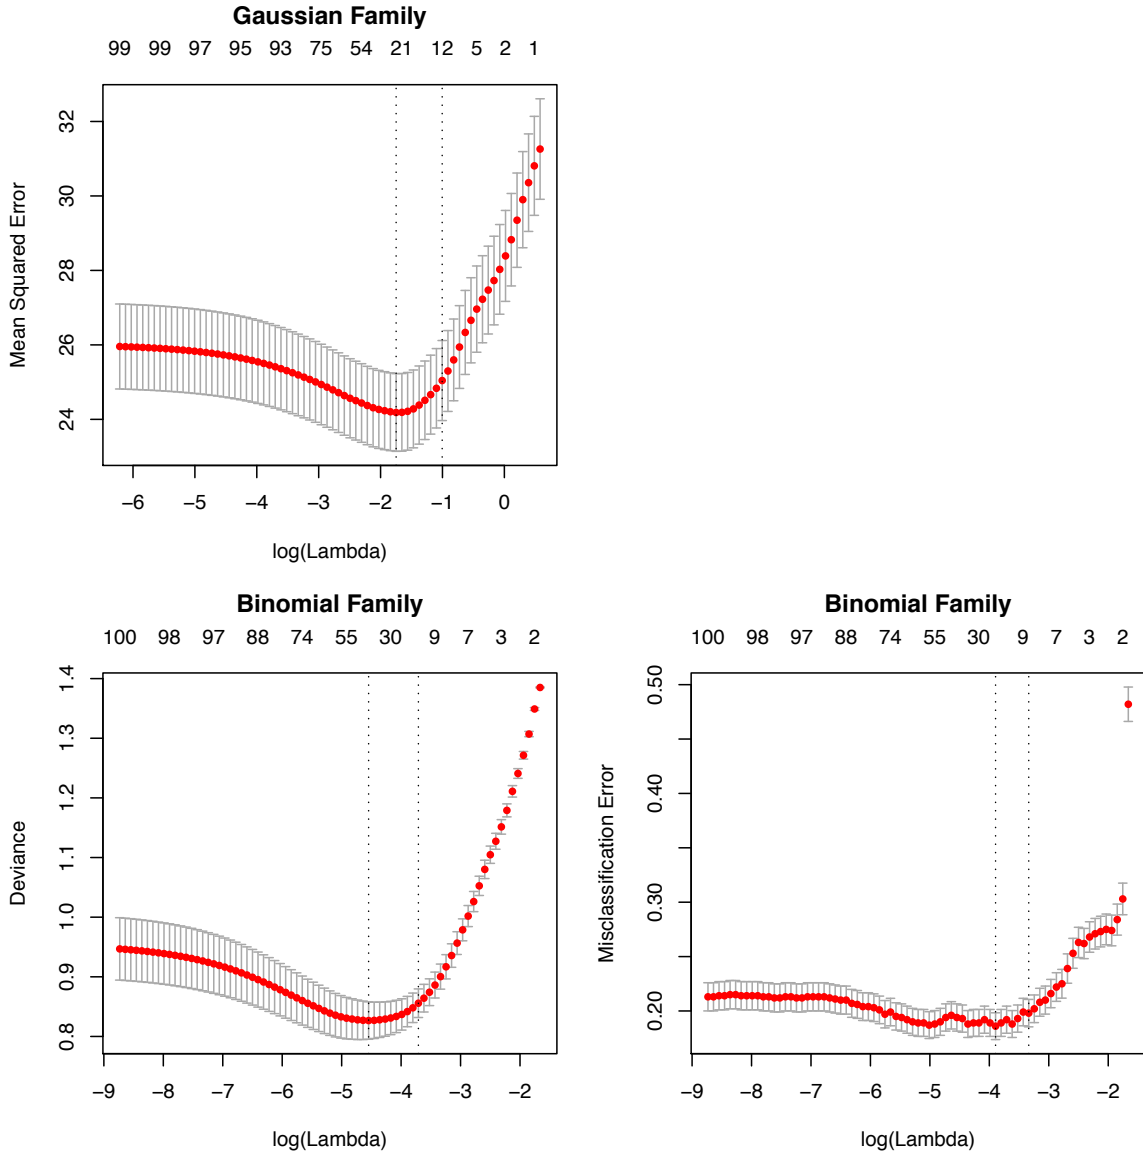 Gaussian Family
99 99 97 95 93 75 54 21 12 5 2 1
32
30
28
26
24
Mean Squared Error
−6 −5 −4 −3 −2 −1 0
log(Lambda)
Binomial Family
100 98 97 88 74 55 30 9 7 3 2
1.4
1.3
1.2
1.1
1.0
0.9
0.8
Deviance
−9 −8 −7 −6 −5 −4 −3 −2
log(Lambda)
Binomial Family
100 98 97 88 74 55 30 9 7 3 2
0.50
0.40
0.30
0.20
Misclassification Error
−9 −8 −7 −6 −5 −4 −3 −2
log(Lambda)